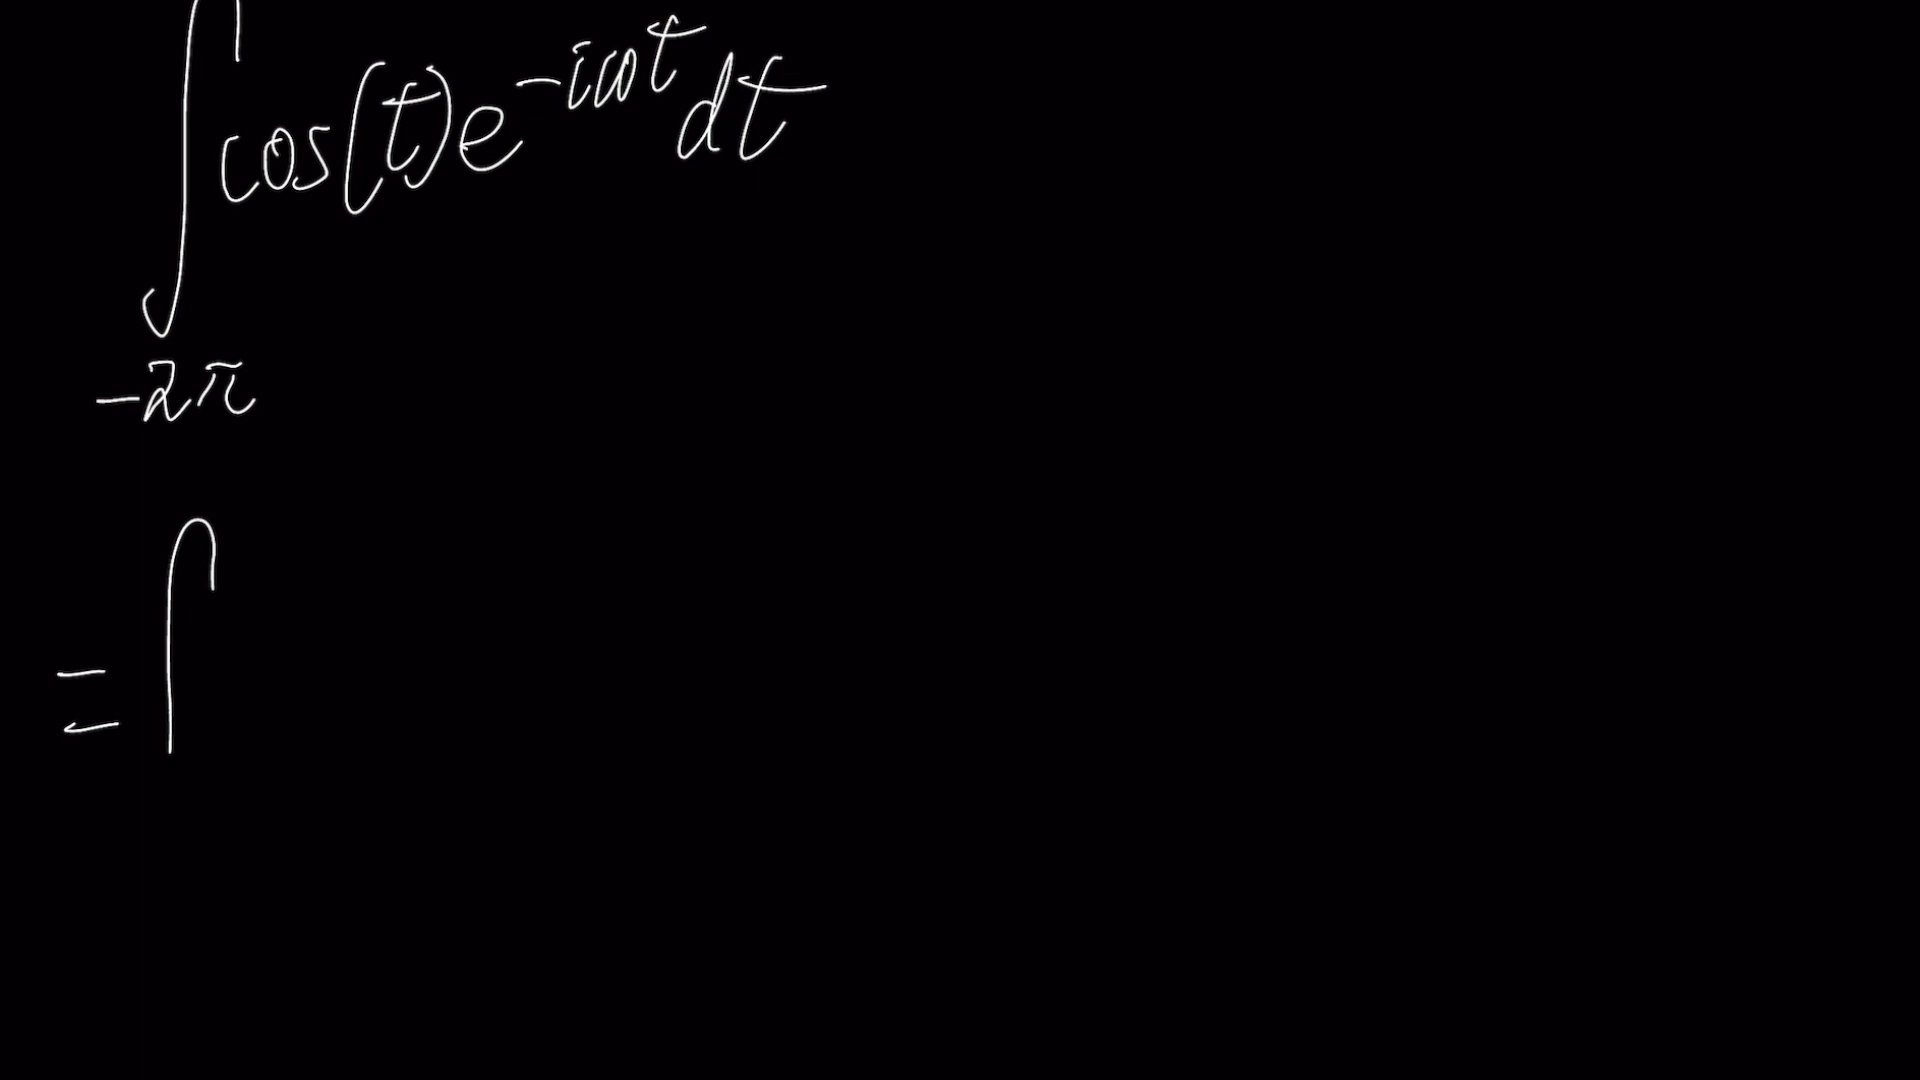 ∫cos(t)e^{-iωt}dt
-2π
=∫